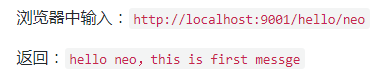 浏览器中输入：http://localhost:9001/hello/neo
返回：hello neo，this is first messge